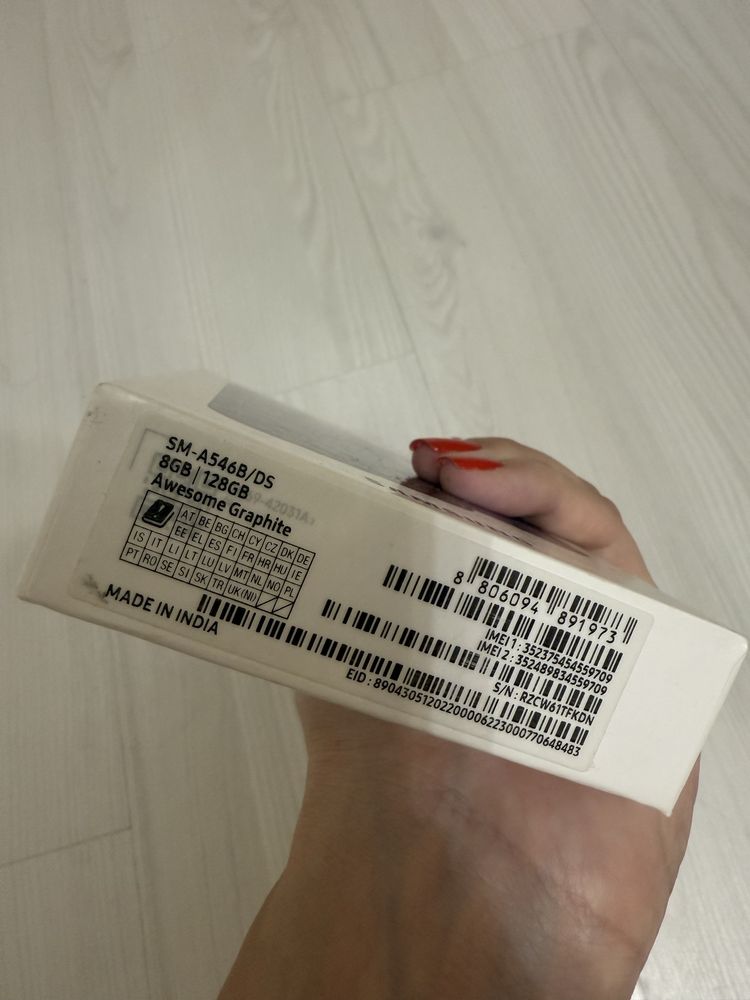 SM-A546B/DS
8GB | 128GB
Awesome Graphite
AT BE BG CH CY CZ DK DE
EE EL ES FI FR HR HU IE
IS IT LI LT LU LV MT NL NO PL
PT RO SE SI SK TR UK(NI)
MADE IN INDIA
8 806094 891973
IMEI 1 : 352375454559709
IMEI 2 : 352489834559709
S/N : RZCW61TFKDN
EID : 89043051202200006223000770648483